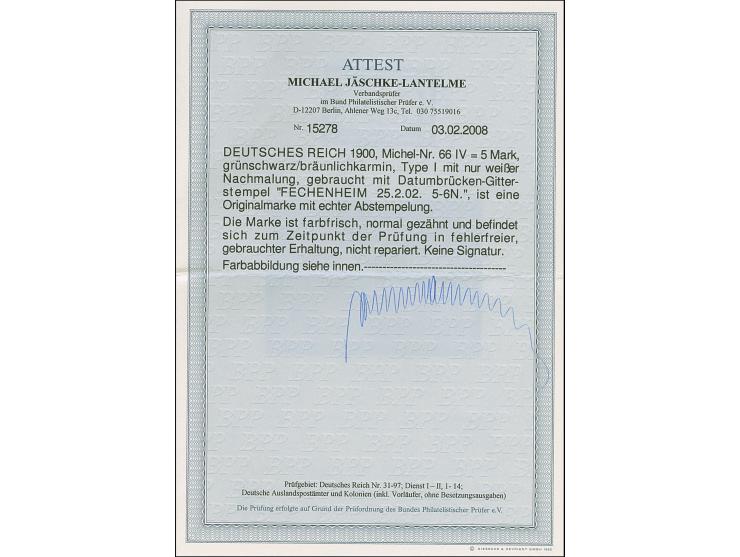 ATTEST
MICHAEL JÄSCHKE-LANTELME
Verbandsprüfer
im Bund Philatelistischer Prüfer e. V.
D-12207 Berlin, Ahlener Weg 13c, Tel. 030 75519016
Nr. 15278 Datum 03.02.2008
DEUTSCHES REICH 1900, Michel-Nr. 66 IV = 5 Mark,
grünschwarz/bräunlichkarmin, Type I mit nur weißer
Nachmalung, gebraucht mit Datumbrücken-Gitter-
stempel "FECHENHEIM 25.2.02. 5-6N.", ist eine
Originalmarke mit echter Abstempelung.
Die Marke ist farbfrisch, normal gezähnt und befindet
sich zum Zeitpunkt der Prüfung in fehlerfreier,
gebrauchter Erhaltung, nicht repariert. Keine Signatur.
Farbabbildung siehe innen.--------------------------------------
Prüfgebiet: Deutsches Reich Nr. 31-97; Dienst I – II, 1- 14;
Deutsche Auslandspostämter und Kolonien (inkl. Vorläufer, ohne Besetzungsausgaben)
Die Prüfung erfolgte auf Grund der Prüfordnung des Bundes Philatelistischer Prüfer e.V.